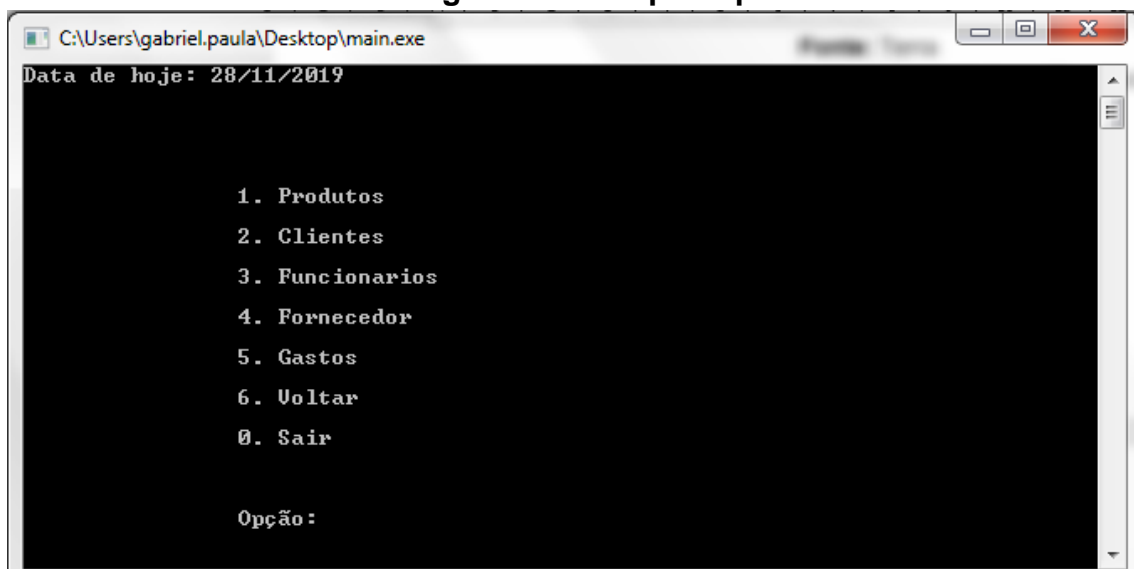 C:\Users\gabriel.paula\Desktop\main.exe
Data de hoje: 28/11/2019
1. Produtos
2. Clientes
3. Funcionarios
4. Fornecedor
5. Gastos
6. Voltar
0. Sair
Opção: